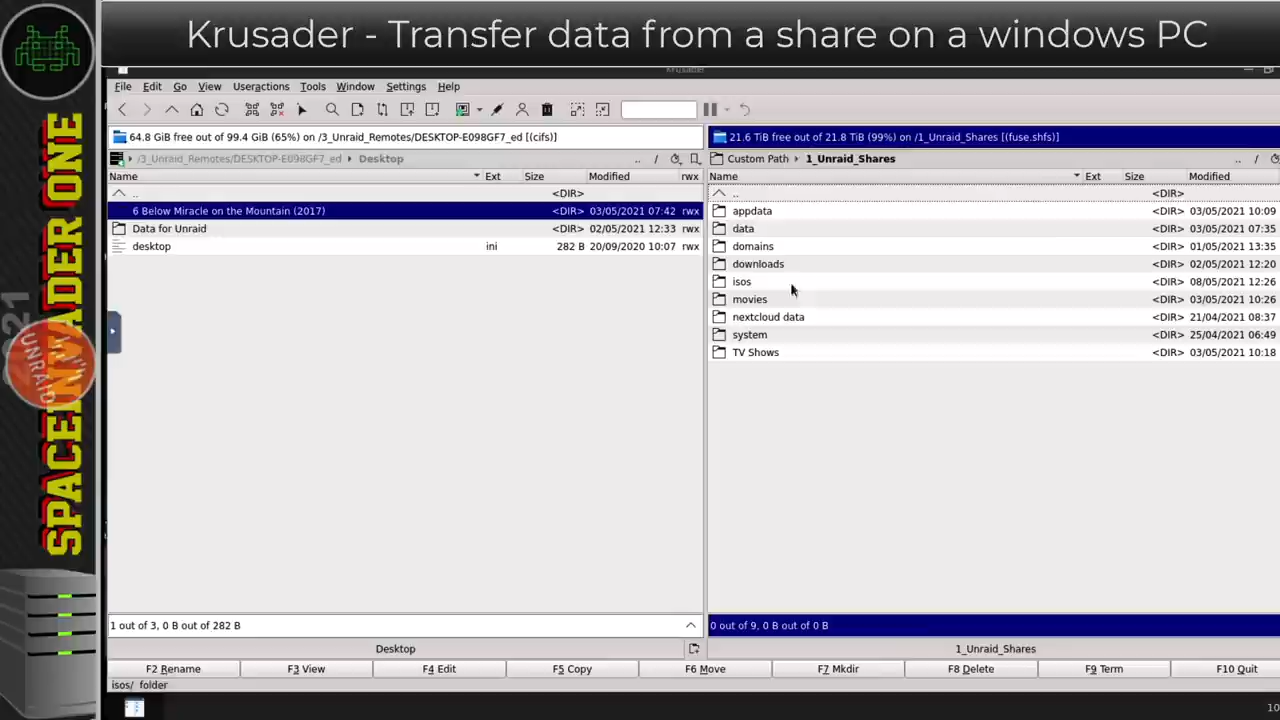 Krusader - Transfer data from a share on a windows PC
SPACEINVADER ONE
UNRAID
Krusader
File Edit Go View Useractions Tools Window Settings Help
64.8 GiB free out of 99.4 GiB (65%) on /3_Unraid_Remotes/DESKTOP-E098GF7_ed [(cifs)]
/3_Unraid_Remotes/DESKTOP-E098GF7_ed › Desktop .. /
Name Ext Size Modified rwx
.. <DIR>
6 Below Miracle on the Mountain (2017) <DIR> 03/05/2021 07:42 rwx
Data for Unraid <DIR> 02/05/2021 12:33 rwx
desktop ini 282 B 20/09/2020 10:07 rwx
1 out of 3, 0 B out of 282 B
Desktop
21.6 TiB free out of 21.8 TiB (99%) on /1_Unraid_Shares [(fuse.shfs)]
Custom Path › 1_Unraid_Shares .. /
Name Ext Size Modified
.. <DIR>
appdata <DIR> 03/05/2021 10:09
data <DIR> 03/05/2021 07:35
domains <DIR> 01/05/2021 13:35
downloads <DIR> 02/05/2021 12:20
isos <DIR> 08/05/2021 12:26
movies <DIR> 03/05/2021 10:26
nextcloud data <DIR> 21/04/2021 08:37
system <DIR> 25/04/2021 06:49
TV Shows <DIR> 03/05/2021 10:18
0 out of 9, 0 B out of 0 B
1_Unraid_Shares
F2 Rename F3 View F4 Edit F5 Copy F6 Move F7 Mkdir F8 Delete F9 Term F10 Quit
isos/ folder
10